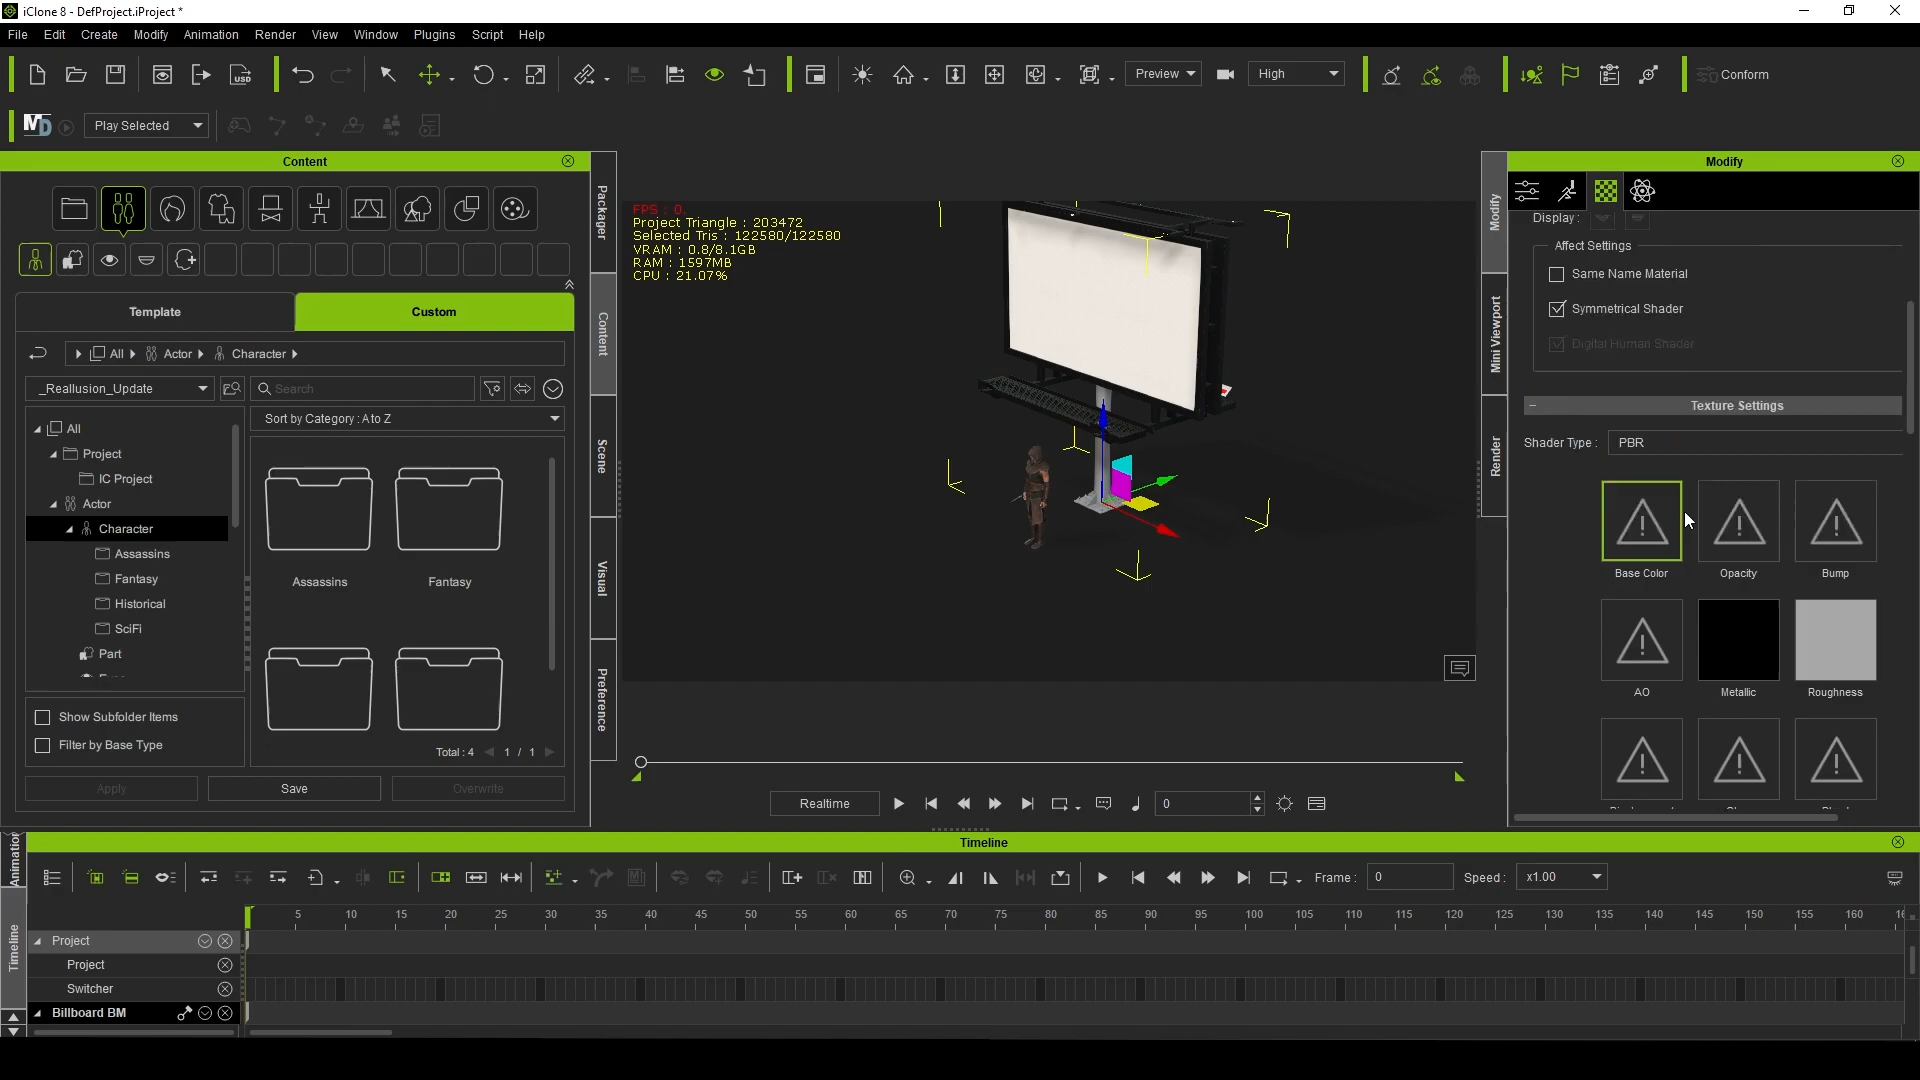 iClone 8 - DefProject.iProject *
File Edit Create Modify Animation Render View Window Plugins Script Help
Preview High Conform
MD Play Selected
Content
Packager
Content
Scene
Visual
Preference
Template Custom
All Actor Character
_Reallusion_Update Search
Sort by Category : A to Z
All
Project
IC Project
Actor
Character
Assassins
Fantasy
Historical
SciFi
Part
Assassins Fantasy
Total : 4 1 / 1
Show Subfolder Items
Filter by Base Type
Apply Save Overwrite
FPS : 0.
Project Triangle : 203472
Selected Tris : 122580/122580
VRAM : 0.8/8.1GB
RAM : 1597MB
CPU : 21.07%
Realtime 0
Modify
Modify
Mini Viewport
Render
Display :
Affect Settings
Same Name Material
Symmetrical Shader
Digital Human Shader
Texture Settings
Shader Type : PBR
Base Color Opacity Bump
AO Metallic Roughness
Timeline
Animation
Timeline
Frame : 0 Speed : x1.00
5 10 15 20 25 30 35 40 45 50 55 60 65 70 75 80 85 90 95 100 105 110 115 120 125 130 135 140 145 150 155 160
Project
Project
Switcher
Billboard BM